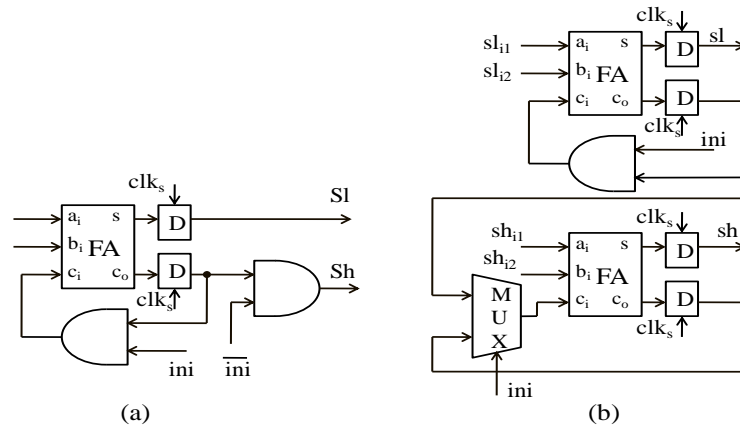 clkₛ
aᵢ s
D
Sl
bᵢ FA
cᵢ cₒ
D
Sh
clkₛ
ini
i̅n̅i̅
(a)
clkₛ
sl
slᵢ₁
aᵢ s
D
slᵢ₂
bᵢ FA
cᵢ cₒ
D
clkₛ
ini
clkₛ
sh
shᵢ₁
aᵢ s
D
shᵢ₂
bᵢ FA
cᵢ cₒ
D
clkₛ
M
U
X
ini
(b)